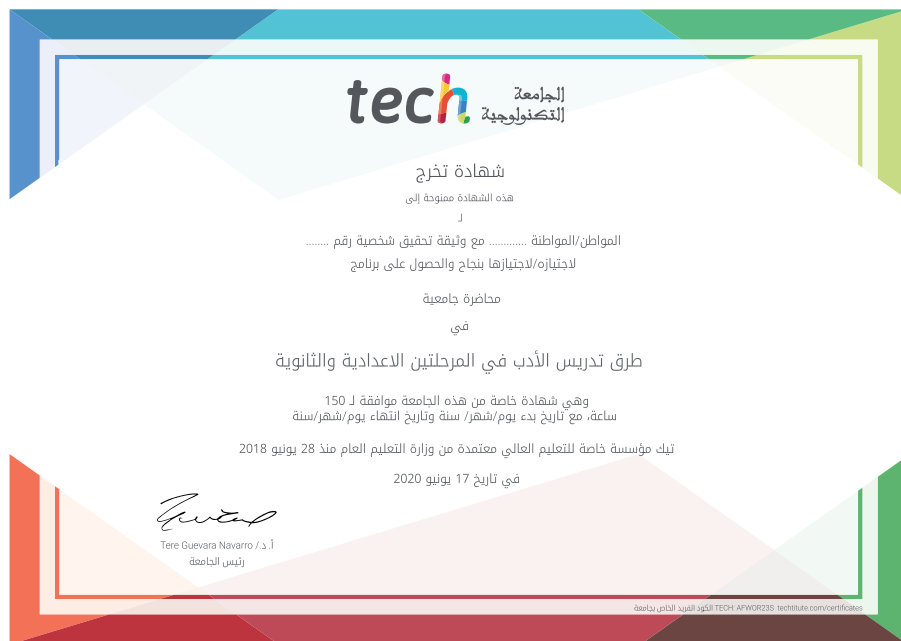 tech الجامعة
التكنولوجية
شهادة تخرج
هذه الشهادة ممنوحة إلى
لـ
المواطن/المواطنة ............. مع وثيقة تحقيق شخصية رقم ........
لاجتيازه/لاجتيازها بنجاح والحصول على برنامج
محاضرة جامعية
في
طرق تدريس الأدب في المرحلتين الاعدادية والثانوية
وهي شهادة خاصة من هذه الجامعة موافقة لـ 150
ساعة، مع تاريخ بدء يوم/شهر/ سنة وتاريخ انتهاء يوم/شهر/سنة
تيك مؤسسة خاصة للتعليم العالي معتمدة من وزارة التعليم العام منذ 28 يونيو 2018
في تاريخ 17 يونيو 2020
أ. د./ Tere Guevara Navarro
رئيس الجامعة
الكود الفريد الخاص بجامعة TECH: AFWOR23S techtitute.com/certificates